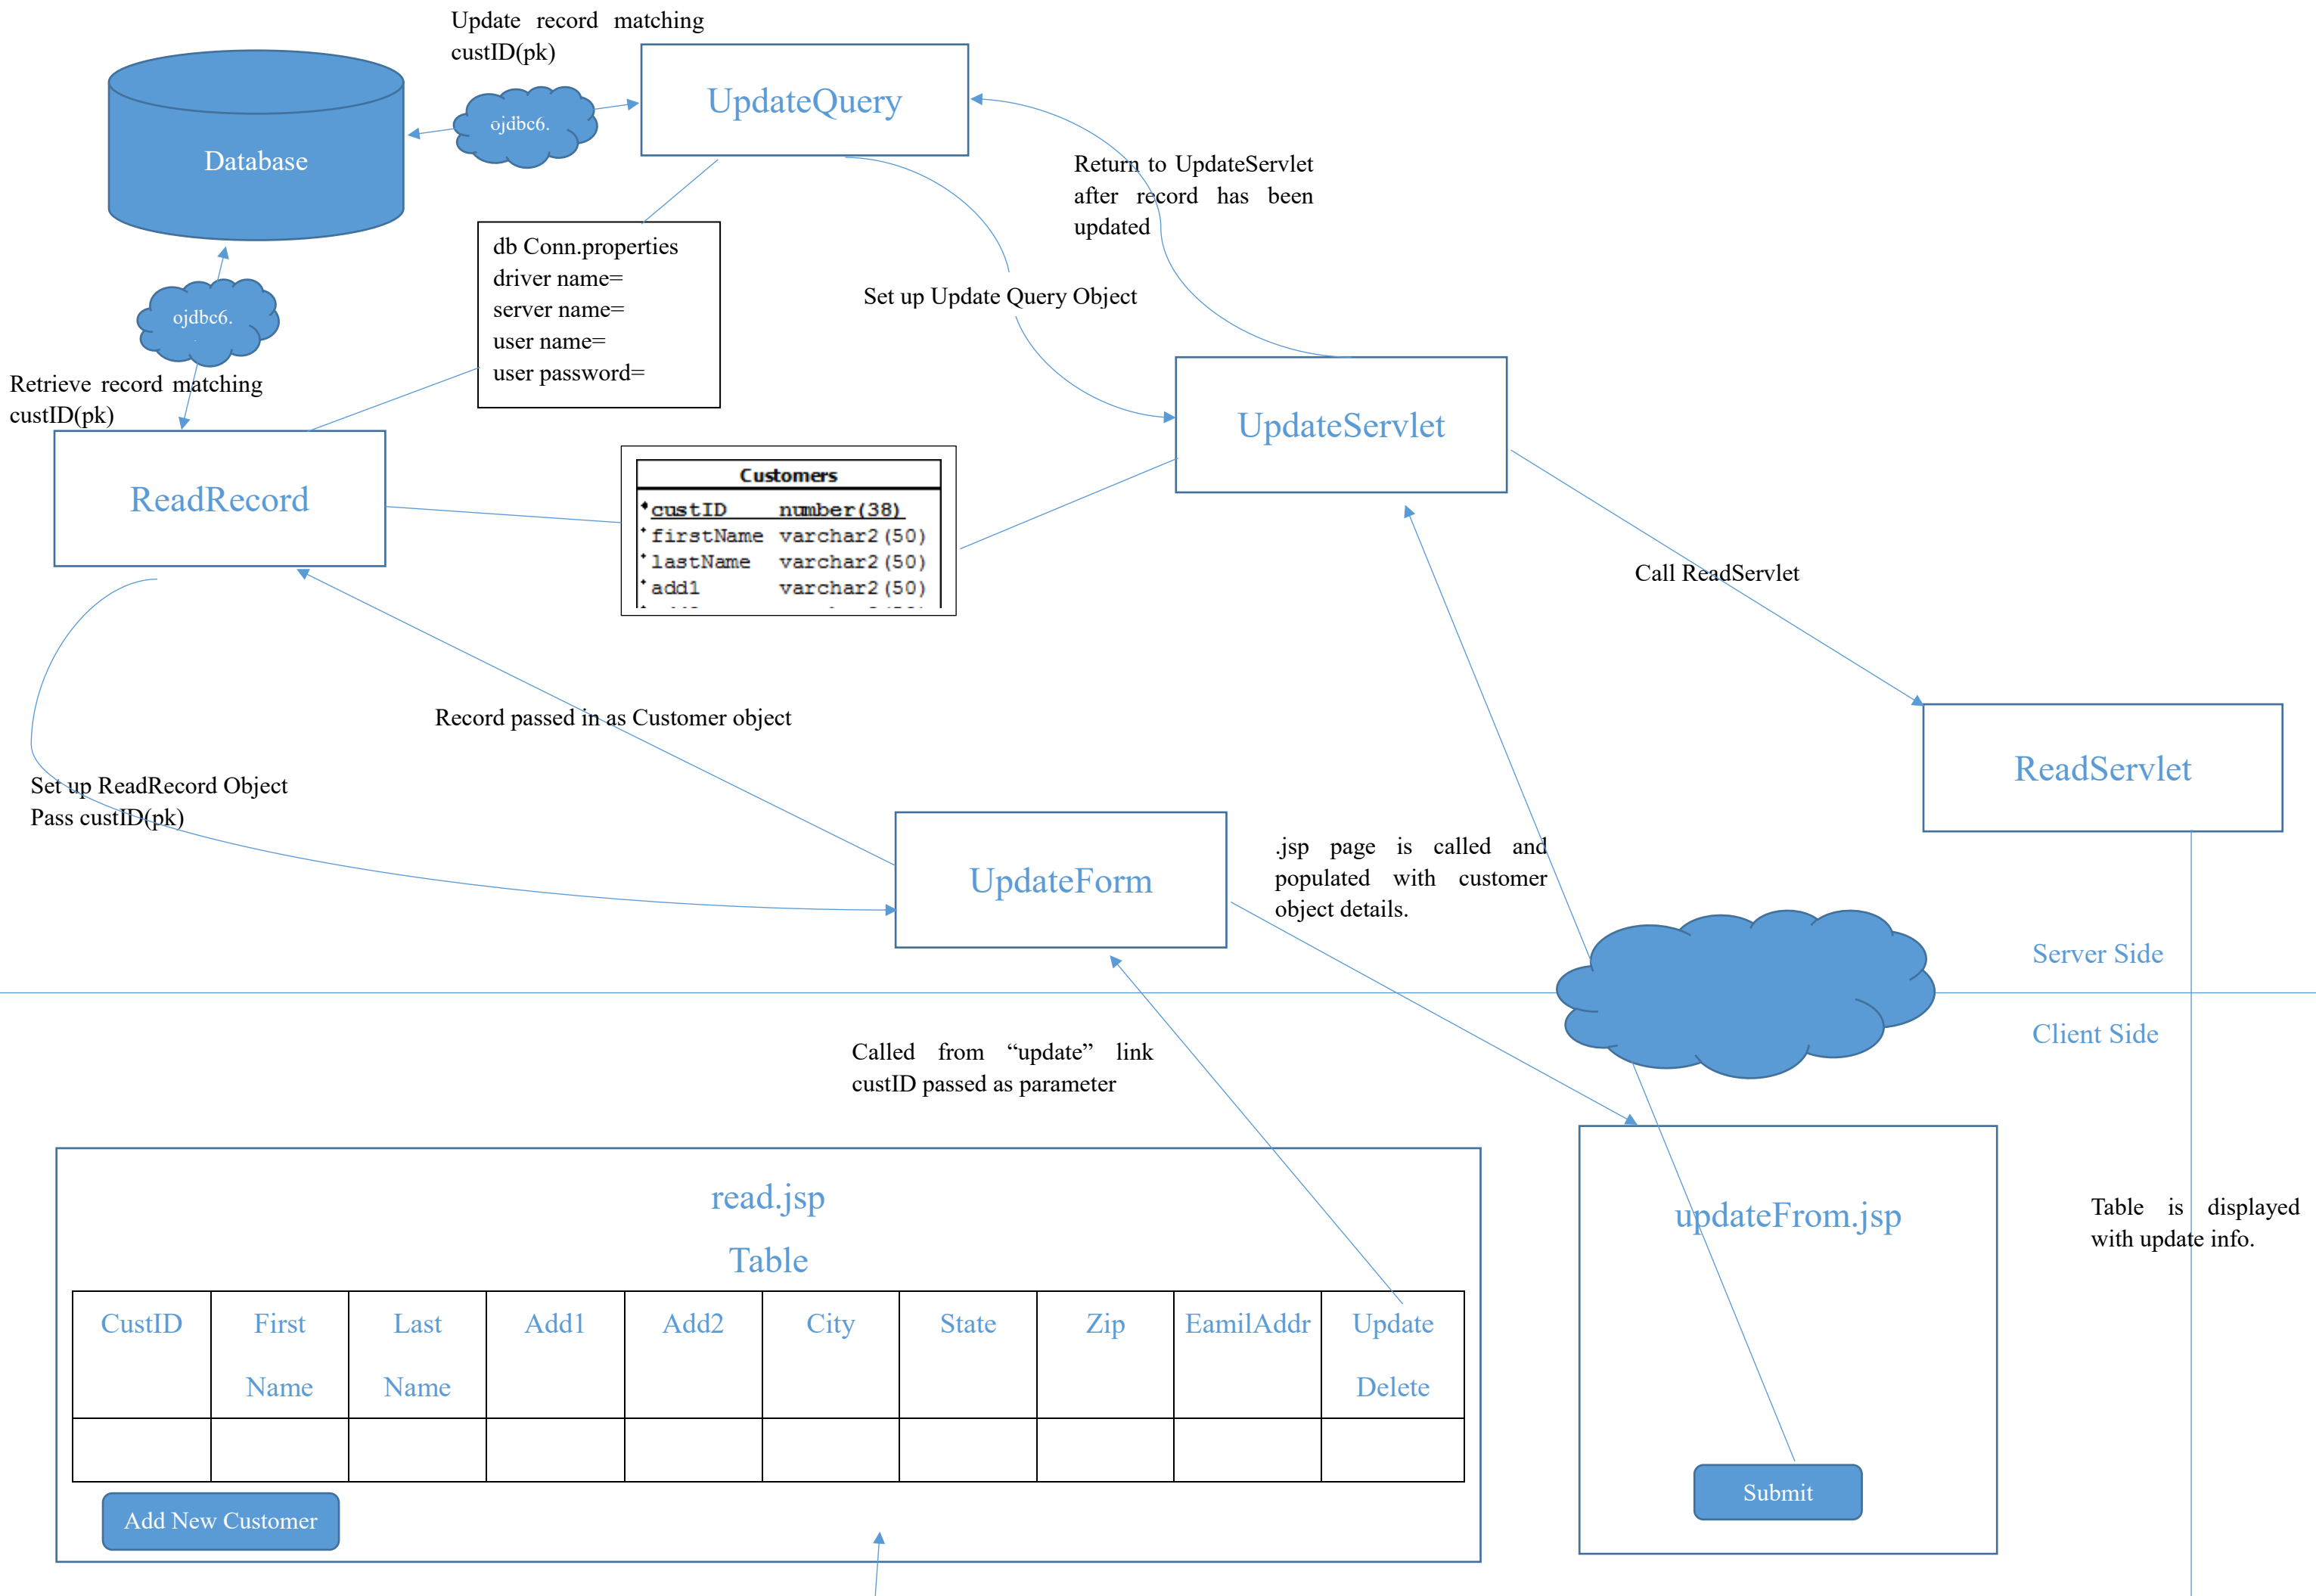 Update record matching
custID(pk)
UpdateQuery
ojdbc6.
Database
Return to UpdateServlet
after record has been
updated
db Conn.properties
driver name=
server name=
user name=
user password=
Set up Update Query Object
ojdbc6.
Retrieve record matching
custID(pk)
UpdateServlet
ReadRecord
Customers
custID number(38)
firstName varchar2(50)
lastName varchar2(50)
add1 varchar2(50)
Call ReadServlet
Record passed in as Customer object
ReadServlet
Set up ReadRecord Object
Pass custID(pk)
UpdateForm
.jsp page is called and
populated with customer
object details.
Server Side
Client Side
Called from “update” link
custID passed as parameter
read.jsp
Table
CustID First Name Last Name Add1 Add2 City State Zip EamilAddr Update Delete
Add New Customer
updateFrom.jsp
Submit
Table is displayed
with update info.